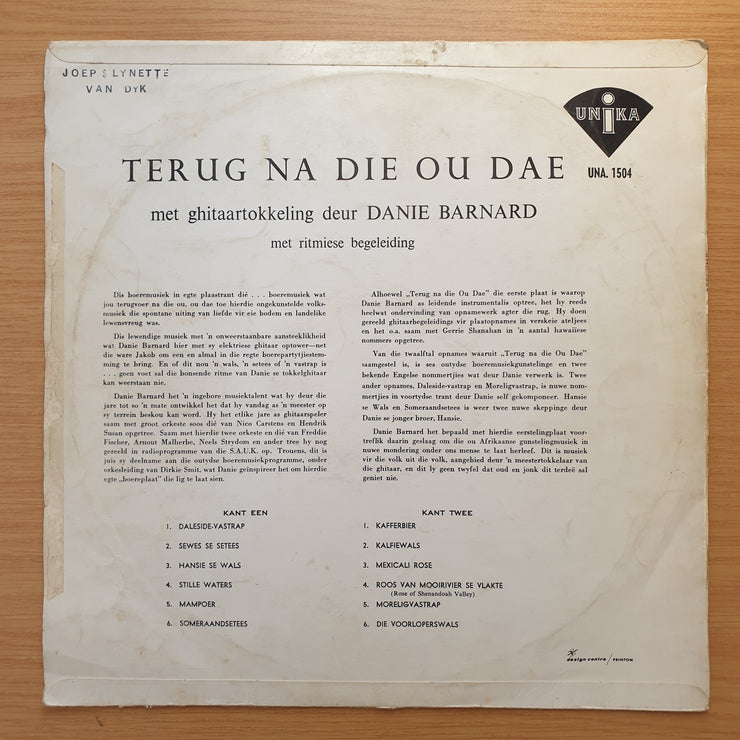 JOEP & LYNETTE
VAN DYK
UNIKA
UNA. 1504
TERUG NA DIE OU DAE
met ghitaartokkeling deur DANIE BARNARD
met ritmiese begeleiding
Dis boeremusiek in egte plaastrant dié . . . boeremusiek wat
jou terugvoer na die ou, ou dae toe hierdie ongekunstelde volks-
musiek die spontane uiting van liefde vir eie bodem en landelike
lewensvreug was.
Dis lewendige musiek met 'n onweerstaanbare aansteeklikheid
wat Danie Barnard hier met sy elektriese ghitaar optower—net
die ware Jakob om een en almal in die regte boerepartytjiestem-
ming te bring. En of dit nou 'n wals, 'n setees of 'n vastrap is
. . . geen voet sal die bonsende ritme van Danie se tokkelghitaar
kan weerstaan nie.
Danie Barnard het 'n ingebore musiektalent wat hy deur die
jare tot so 'n mate ontwikkel het dat hy vandag as 'n meester op
sy terrein beskou kan word. Hy het etlike jare as ghitaarspeler
saam met groot orkeste soos dié van Nico Carstens en Hendrik
Susan opgetree. Saam met hierdie twee orkeste en dié van Freddie
Fischer, Arnout Malherbe, Neels Strydom en ander tree hy nog
gereeld in radioprogramme van die S.A.U.K. op. Trouens, dit is
juis sy deelname aan die outydse boeremusiekprogramme, onder
orkesleiding van Dirkie Smit, wat Danie geïnspireer het om hierdie
egte „boereplaat" die lig te laat sien.
Alhoewel „Terug na die Ou Dae" die eerste plaat is waarop
Danie Barnard as leidende instrumentalis optree, het hy reeds
heelwat ondervinding van opnamewerk agter die rug. Hy doen
gereeld ghitaarbegeleidings vir plaatopnames in verskeie ateljees
en het o.a. saam met Gerrie Shanahan in 'n aantal hawaiïese
nommers opgetree.
Van die twaalftal opnames waaruit „Terug na die Ou Dae"
saamgestel is, is ses outydse boeremusiekgunstelinge en twee
bekende Engelse nommertjies wat deur Danie verwerk is. Twee
ander opnames, Daleside-vastrap en Moreligvastrap, is nuwe nom-
mertjies in voortydse trant deur Danie self gekomponeer. Hansie
se Wals en Someraandsetees is weer twee nuwe skeppinge deur
Danie se jonger broer, Hansie.
Danie Barnard het bepaald met hierdie eerstelingplaat voor-
treflik daarin geslaag om die ou Afrikaanse gunstelingmusiek in
nuwe mondering onder ons mense te laat herleef. Dit is musiek
vir die volk uit die volk, aangebied deur 'n meestertokkelaar van
die ghitaar, en dit ly geen twyfel dat oud en jonk dit terdeë sal
geniet nie.
KANT EEN
1. DALESIDE-VASTRAP
2. SEWES SE SETEES
3. HANSIE SE WALS
4. STILLE WATERS
5. MAMPOER
6. SOMERAANDSETEES
KANT TWEE
1. KAFFERBIER
2. KALFIEWALS
3. MEXICALI ROSE
4. ROOS VAN MOOIRIVIER SE VLAKTE
(Rose of Shenandoah Valley)
5. MORELIGVASTRAP
6. DIE VOORLOPERSWALS
design centre / PRINTON